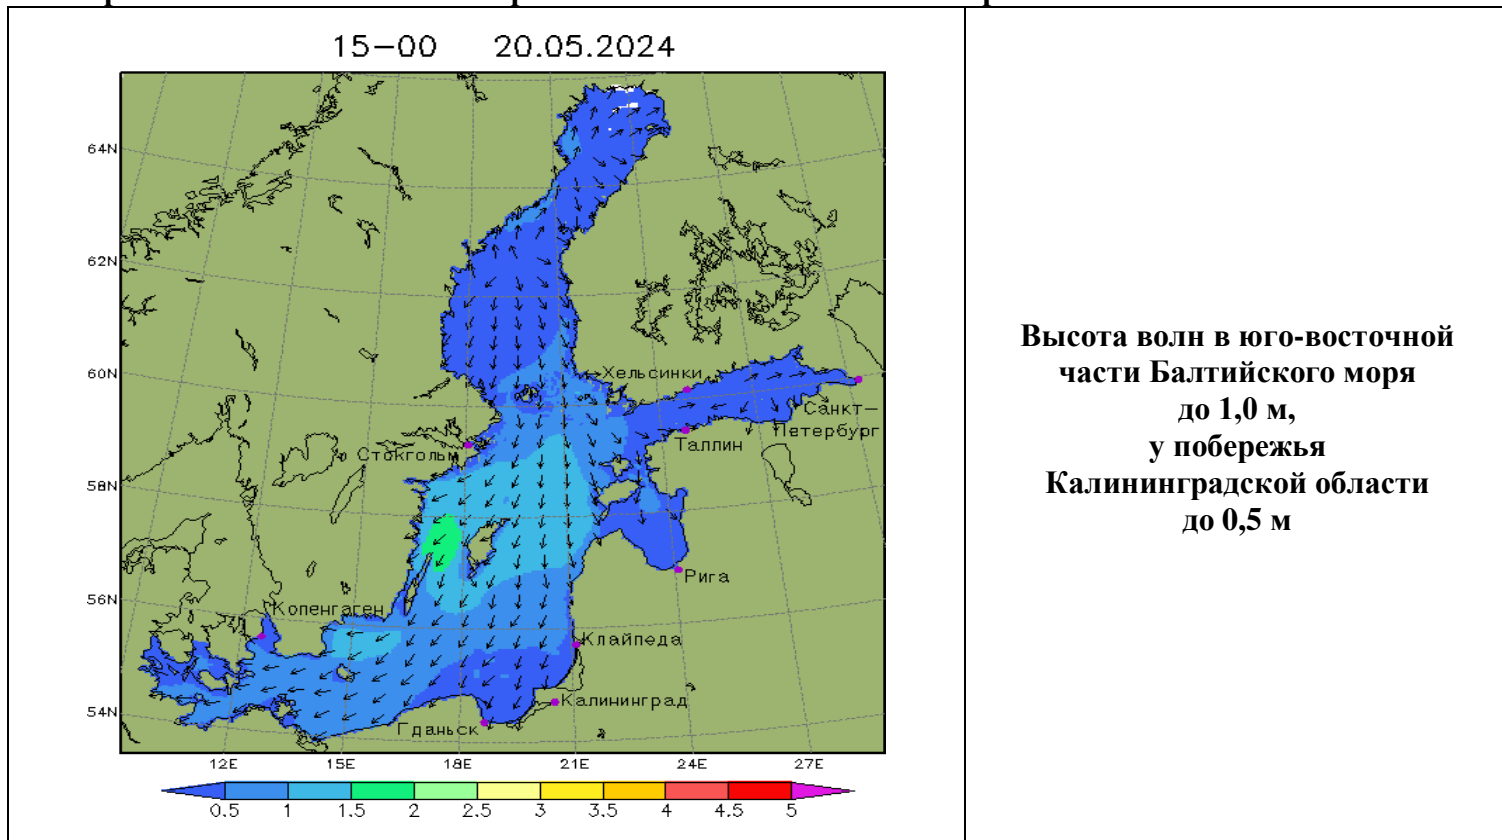 15-00 20.05.2024
64N
62N
60N
58N
56N
54N
Хельсинки
Санкт-
Петербург
Таллин
Стокгольм
Рига
Копенгаген
Клайпеда
Калининград
Гданьск
12E 15E 18E 21E 24E 27E
0.5 1 1.5 2 2.5 3 3.5 4 4.5 5
Высота волн в юго-восточной
части Балтийского моря
до 1,0 м,
у побережья
Калининградской области
до 0,5 м